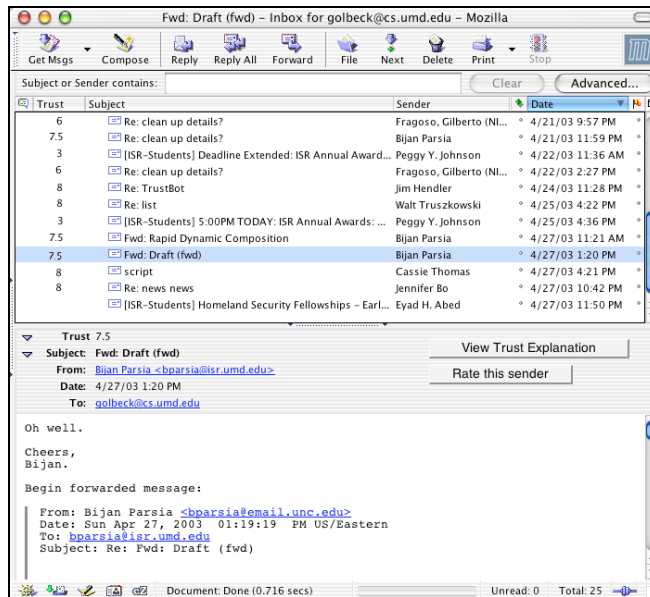 Fwd: Draft (fwd) – Inbox for golbeck@cs.umd.edu – Mozilla
Get Msgs Compose Reply Reply All Forward File Next Delete Print Stop
Subject or Sender contains: Clear Advanced...
Trust Subject Sender Date
6 Re: clean up details? Fragoso, Gilberto (NI... 4/21/03 9:57 PM
7.5 Re: clean up details? Bijan Parsia 4/21/03 11:59 PM
3 [ISR-Students] Deadline Extended: ISR Annual Award... Peggy Y. Johnson 4/22/03 11:36 AM
6 Re: clean up details? Fragoso, Gilberto (NI... 4/22/03 2:27 PM
8 Re: TrustBot Jim Hendler 4/24/03 11:28 PM
8 Re: list Walt Truszkowski 4/25/03 4:22 PM
3 [ISR-Students] 5:00PM TODAY: ISR Annual Awards: ... Peggy Y. Johnson 4/25/03 4:36 PM
7.5 Fwd: Rapid Dynamic Composition Bijan Parsia 4/27/03 11:21 AM
7.5 Fwd: Draft (fwd) Bijan Parsia 4/27/03 1:20 PM
8 script Cassie Thomas 4/27/03 4:21 PM
8 Re: news news Jennifer Bo 4/27/03 10:42 PM
[ISR-Students] Homeland Security Fellowships – Earl... Eyad H. Abed 4/27/03 11:50 PM
Trust 7.5
View Trust Explanation
Subject: Fwd: Draft (fwd)
From: Bijan Parsia <bparsia@isr.umd.edu>
Rate this sender
Date: 4/27/03 1:20 PM
To: golbeck@cs.umd.edu
Oh well.
Cheers,
Bijan.
Begin forwarded message:
From: Bijan Parsia <bparsia@email.unc.edu>
Date: Sun Apr 27, 2003 01:19:19 PM US/Eastern
To: bparsia@isr.umd.edu
Subject: Re: Fwd: Draft (fwd)
Document: Done (0.716 secs) Unread: 0 Total: 25